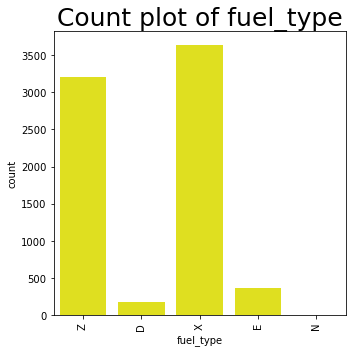 Count plot of fuel_type
3500
3000
2500
2000
1500
1000
500
0
count
Z
D
X
E
N
fuel_type